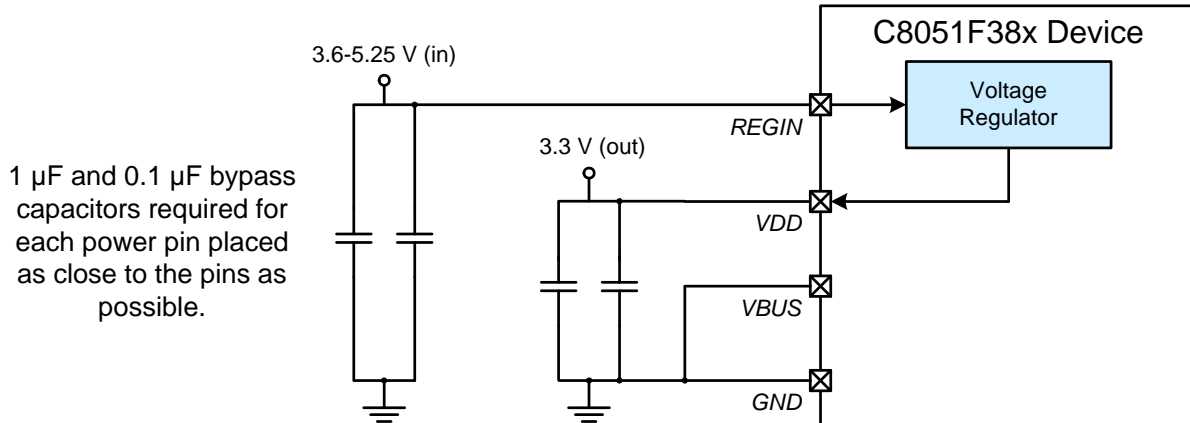 C8051F38x Device
3.6-5.25 V (in)
Voltage
Regulator
REGIN
3.3 V (out)
1 µF and 0.1 µF bypass
capacitors required for
each power pin placed
as close to the pins as
possible.
VDD
VBUS
GND